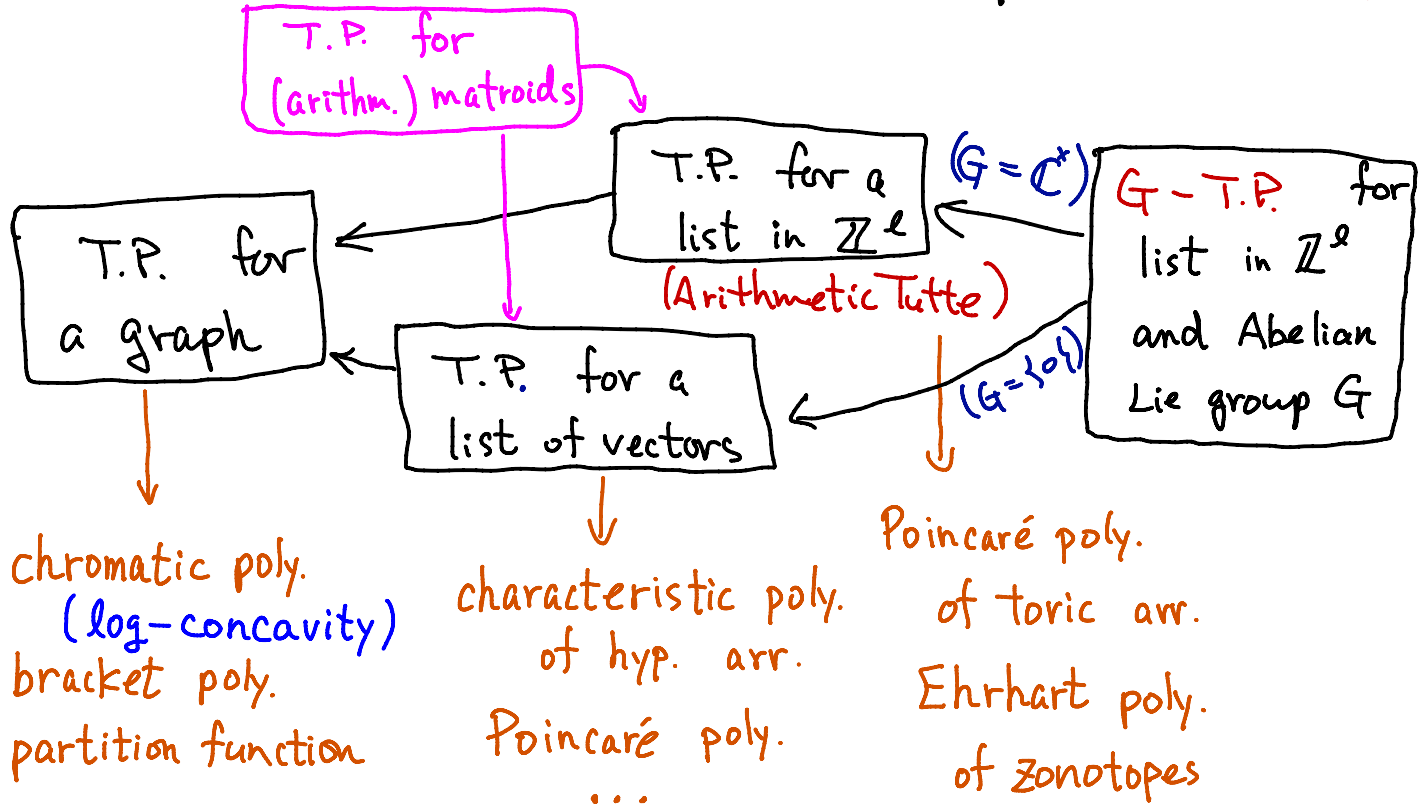 T.P. for
(arithm.) matroids
T.P. for a
list in ℤ^ℓ
(Arithmetic Tutte)
(G = ℂ^×)
G-T.P. for
list in ℤ^ℓ
and Abelian
Lie group G
(G={0})
T.P. for
a graph
T.P. for a
list of vectors
chromatic poly.
(log-concavity)
bracket poly.
partition function
characteristic poly.
of hyp. arr.
Poincaré poly.
...
Poincaré poly.
of toric arr.
Ehrhart poly.
of zonotopes